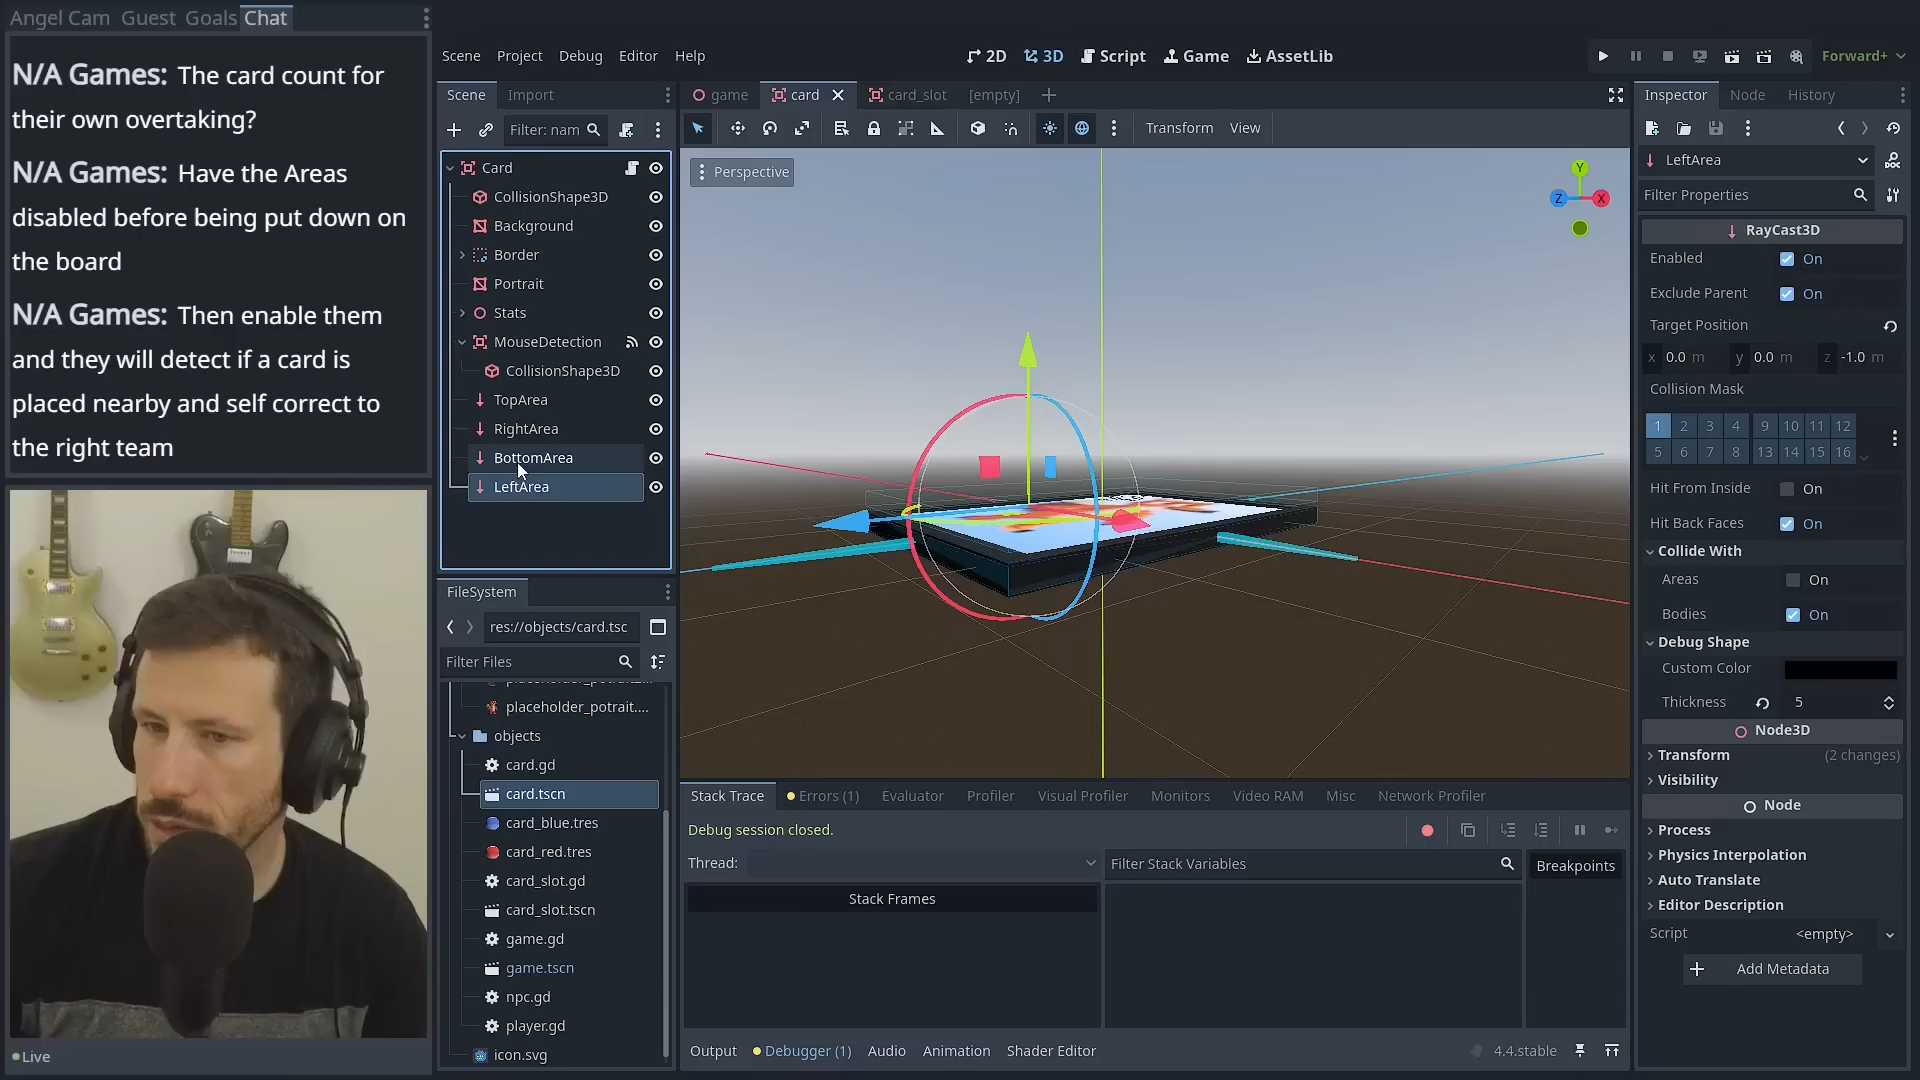 Angel Cam Guest Goals Chat
N/A Games: The card count for
their own overtaking?
N/A Games: Have the Areas
disabled before being put down on
the board
N/A Games: Then enable them
and they will detect if a card is
placed nearby and self correct to
the right team
Live
Scene Project Debug Editor Help
2D 3D Script Game AssetLib
Forward+
Scene Import
Filter: nam
Card
CollisionShape3D
Background
Border
Portrait
Stats
MouseDetection
CollisionShape3D
TopArea
RightArea
BottomArea
LeftArea
FileSystem
res://objects/card.tsc
Filter Files
placeholder_potrait....
objects
card.gd
card.tscn
card_blue.tres
card_red.tres
card_slot.gd
card_slot.tscn
game.gd
game.tscn
npc.gd
player.gd
icon.svg
game card card_slot [empty]
Transform View
Perspective
Y
Z X
Stack Trace Errors (1) Evaluator Profiler Visual Profiler Monitors Video RAM Misc Network Profiler
Debug session closed.
Thread: Filter Stack Variables Breakpoints
Stack Frames
Output Debugger (1) Audio Animation Shader Editor 4.4.stable
Inspector Node History
LeftArea
Filter Properties
RayCast3D
Enabled On
Exclude Parent On
Target Position
x 0.0 m y 0.0 m z -1.0 m
Collision Mask
1 2 3 4 9 10 11 12
5 6 7 8 13 14 15 16
Hit From Inside On
Hit Back Faces On
Collide With
Areas On
Bodies On
Debug Shape
Custom Color
Thickness 5
Node3D
Transform (2 changes)
Visibility
Node
Process
Physics Interpolation
Auto Translate
Editor Description
Script <empty>
Add Metadata